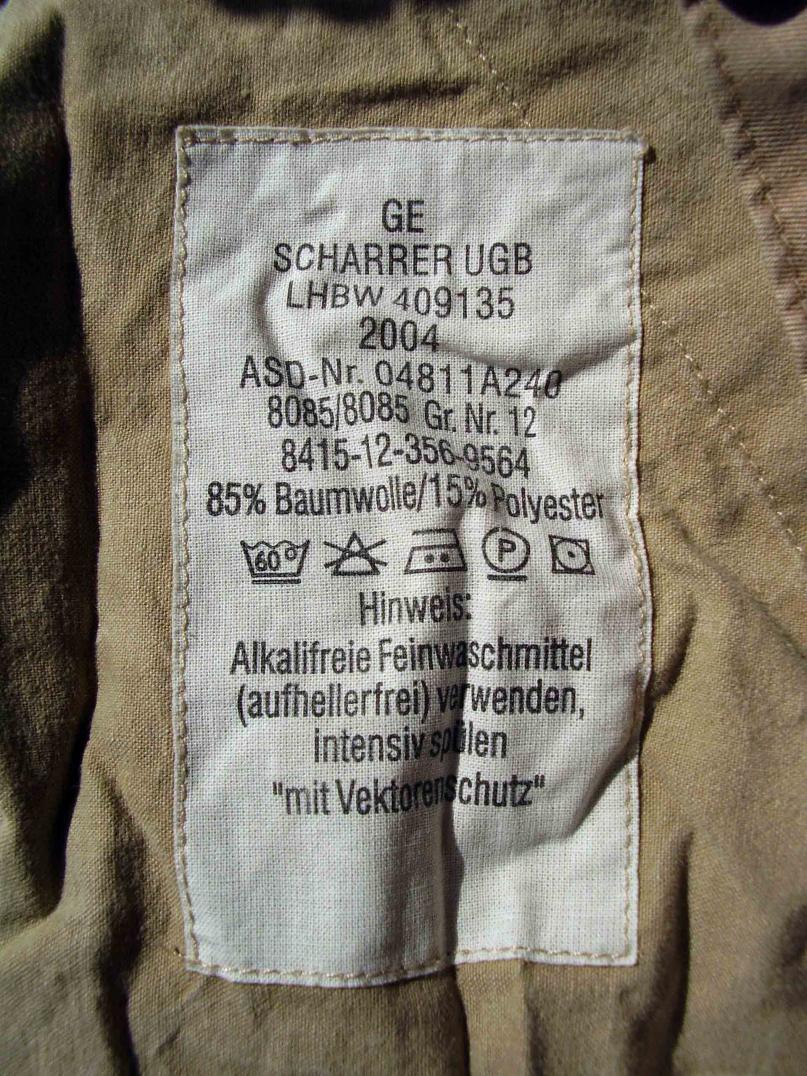 GE
SCHARRER UGB
LHBW 409135
2004
ASD-Nr. 04811A240
8085/8085 Gr. Nr. 12
8415-12-356-9564
85% Baumwolle/15% Polyester
60° P
Hinweis:
Alkalifreie Feinwaschmittel
(aufhellerfrei) verwenden,
intensiv spülen
"mit Vektorenschutz"